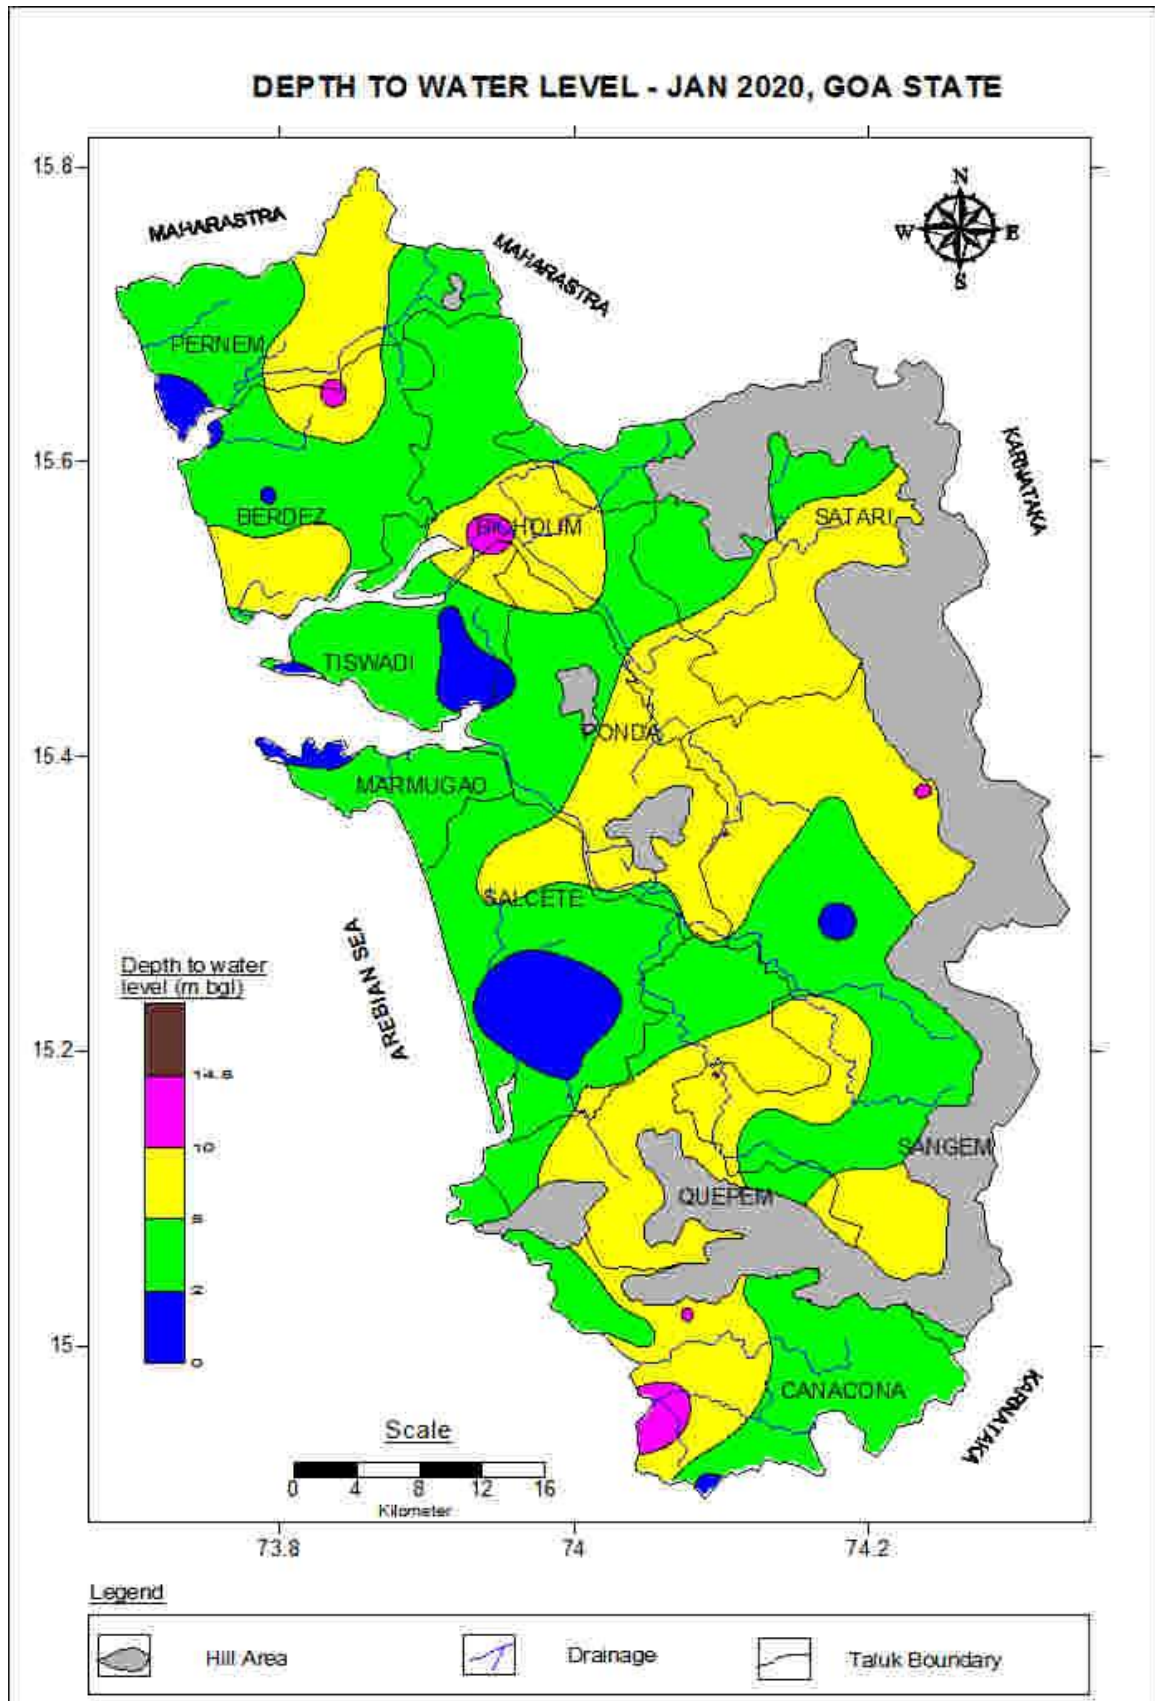 DEPTH TO WATER LEVEL - JAN 2020, GOA STATE
15.8
MAHARASTRA
MAHARASTRA
N
W
E
S
PERNEM
15.6
KARNATAKA
BERDEZ
BICHOLIM
SATARI
TISWADI
PONDA
15.4
MARMUGAO
SALCETE
AREBIAN SEA
Depth to water
level (m bgl)
14.8
10
5
2
0
15.2
SANGEM
QUEPEM
15
CANACONA
KARNATAKA
Scale
0 4 8 12 16
Kilometer
73.8 74 74.2
Legend
Hill Area
Drainage
Taluk Boundary